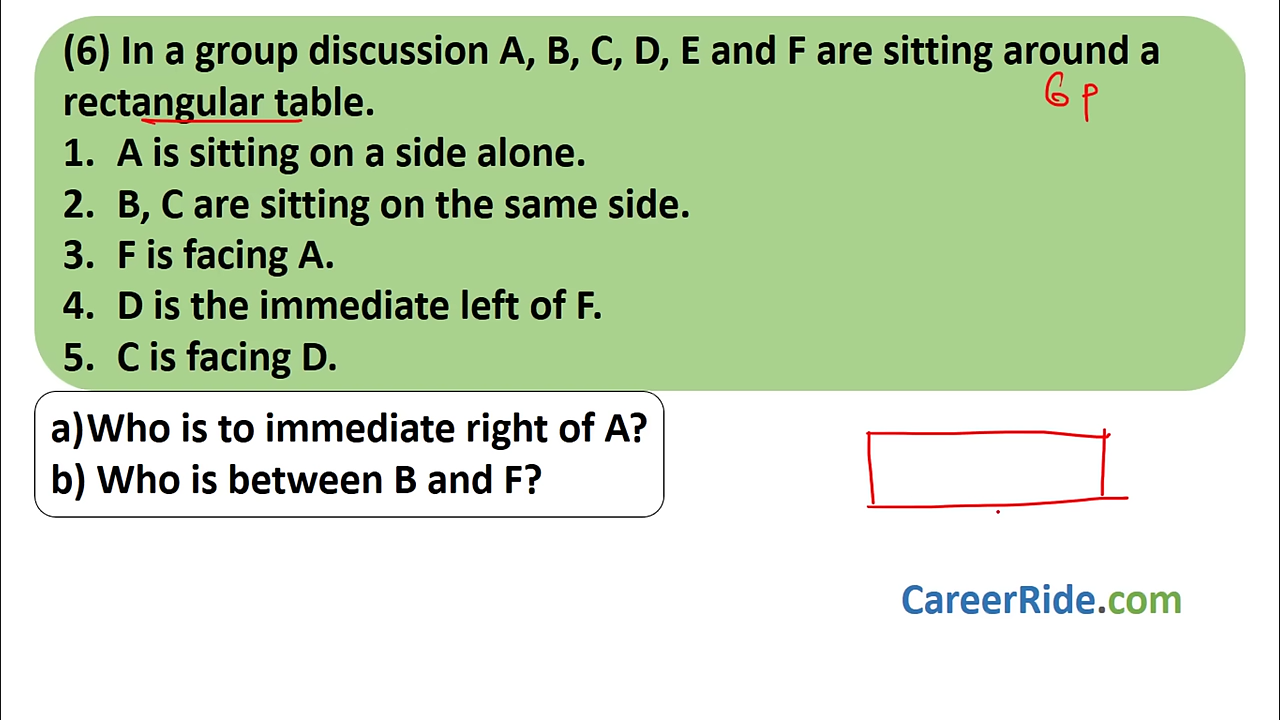 (6) In a group discussion A, B, C, D, E and F are sitting around a
rectangular table.
6 p
1. A is sitting on a side alone.
2. B, C are sitting on the same side.
3. F is facing A.
4. D is the immediate left of F.
5. C is facing D.
a)Who is to immediate right of A?
b) Who is between B and F?
CareerRide.com